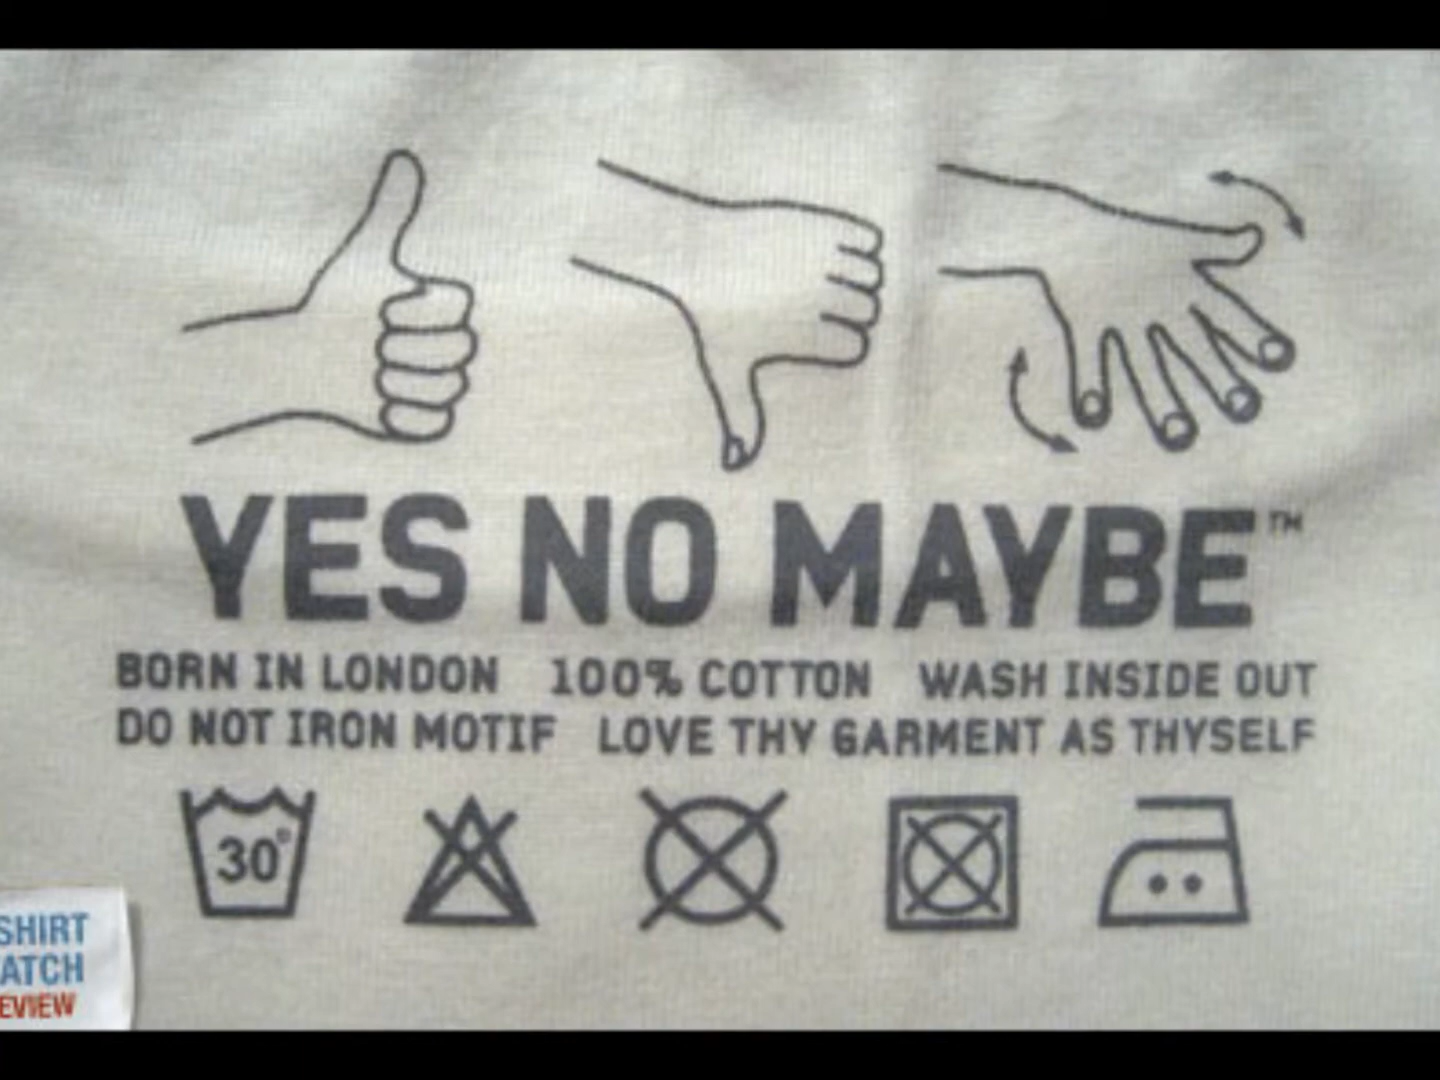 YES NO MAYBE™
BORN IN LONDON 100% COTTON WASH INSIDE OUT
DO NOT IRON MOTIF LOVE THY GARMENT AS THYSELF
30°
SHIRT
ATCH
EVIEW